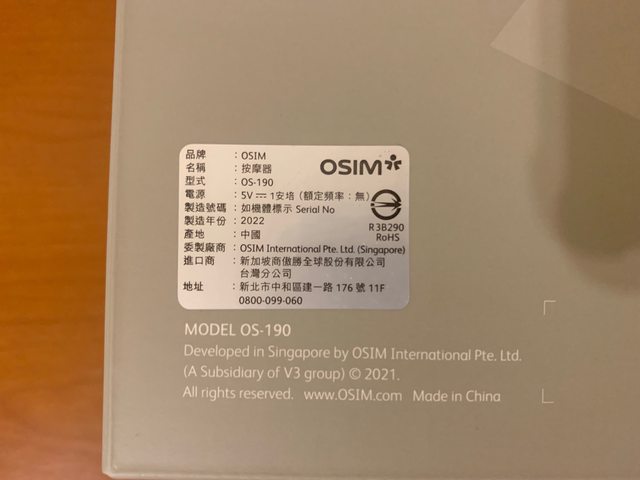 品牌 : OSIM
OSIM
名稱 : 按摩器
型式 : OS-190
電源 : 5V⎓1安培 (額定頻率：無)
製造號碼 : 如機體標示 Serial No
製造年份 : 2022
R3B290
RoHS
產地 : 中國
委製廠商 : OSIM International Pte. Ltd. (Singapore)
進口商 : 新加坡商傲勝全球股份有限公司
台灣分公司
地址 : 新北市中和區建一路 176 號 11F
0800-099-060
MODEL OS-190
Developed in Singapore by OSIM International Pte. Ltd.
(A Subsidiary of V3 group) © 2021.
All rights reserved. www.OSIM.com Made in China